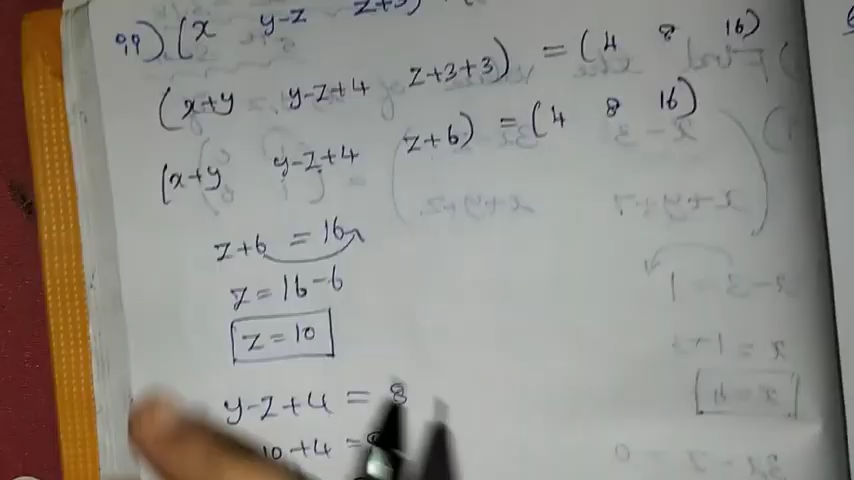 (x y-z z+3)
(x+y y-z+4 z+3+3) = (4 8 16)
(x+y y-z+4 z+6) = (4 8 16)
z+6 = 16
z = 16-6
z = 10
y-z+4 = 8
10+4 =